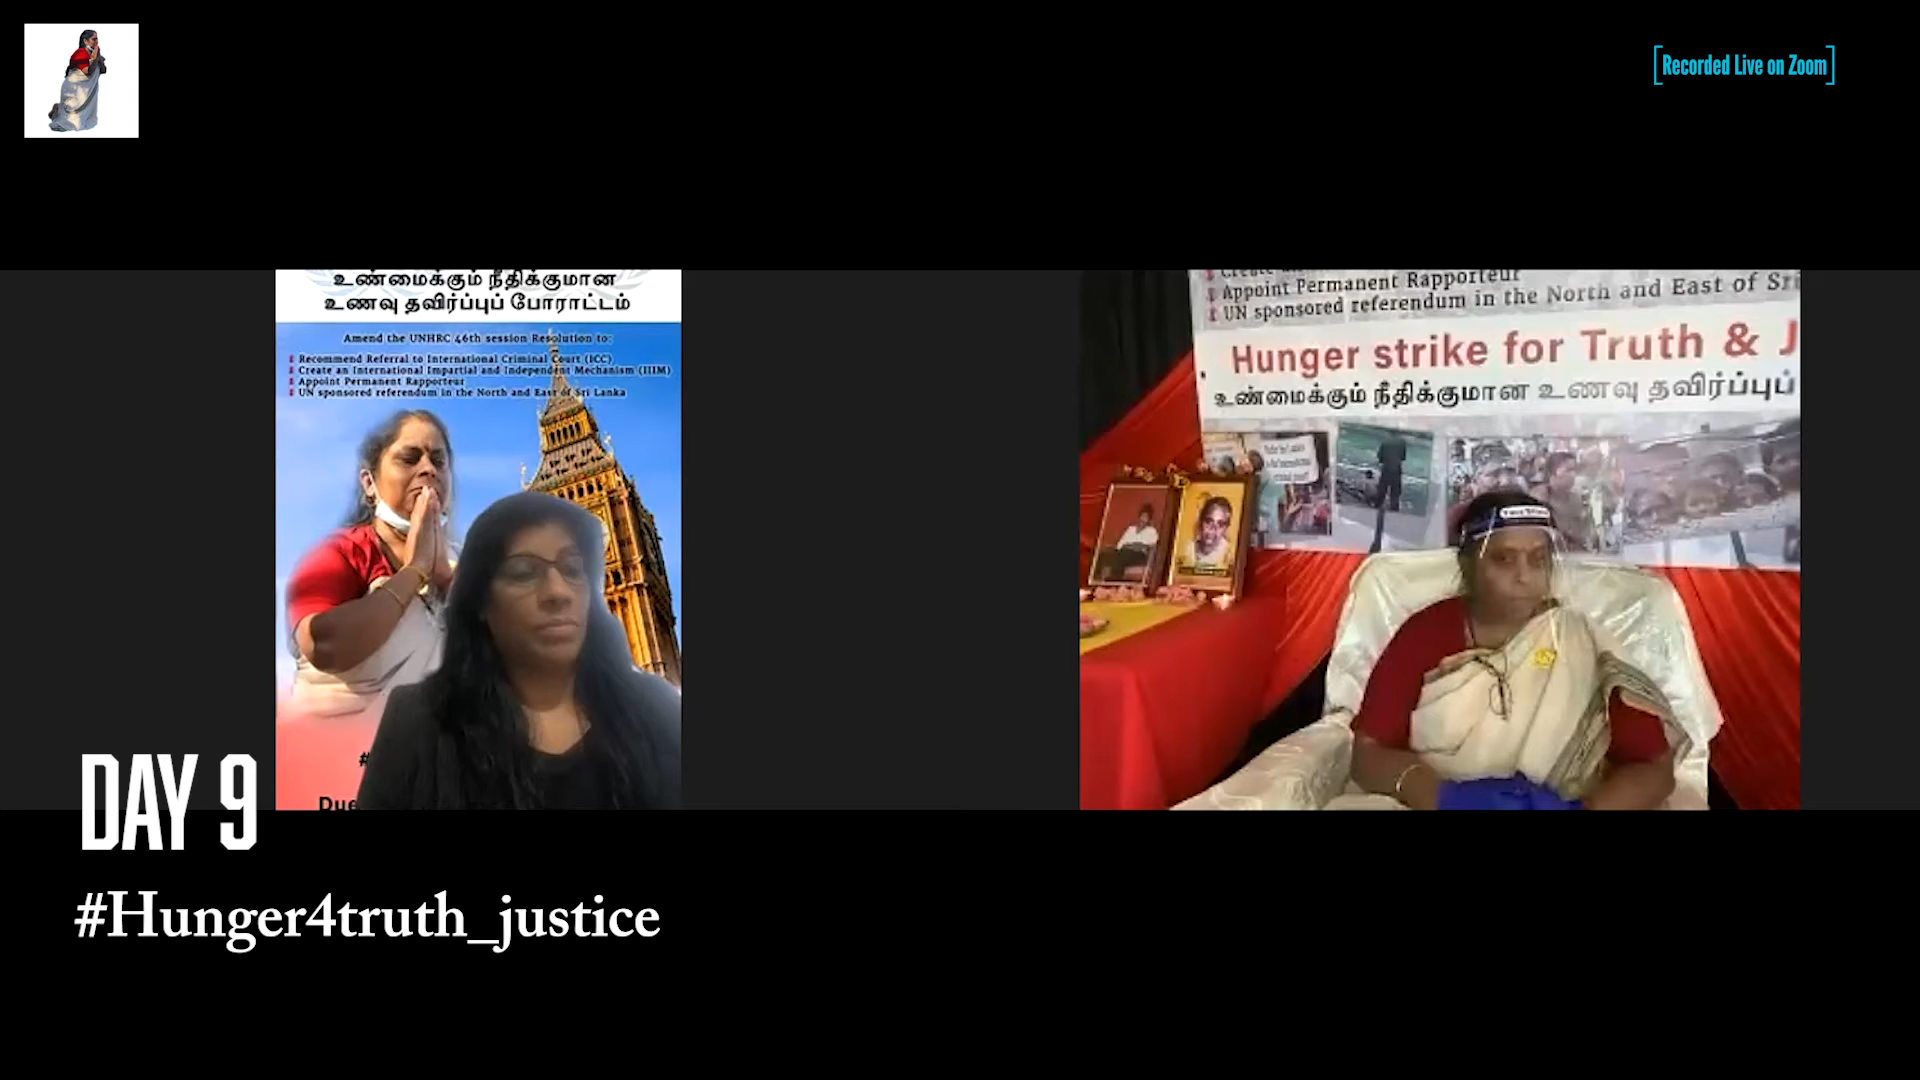 [Recorded Live on Zoom]
உண்மைக்கும் நீதிக்குமான
உணவு தவிர்ப்புப் போராட்டம்
Amend the UNHRC 46th session Resolution to:
Recommend Referral to International Criminal Court (ICC)
Create an International Impartial and Independent Mechanism (IIIM)
Appoint Permanent Rapporteur
UN sponsored referendum in the North and East of Sri Lanka
#
Due
Create
Appoint Permanent Rapporteur
UN sponsored referendum in the North and East of Sri
Hunger strike for Truth & J
உண்மைக்கும் நீதிக்குமான உணவு தவிர்ப்புப்
DAY 9
#Hunger4truth_justice